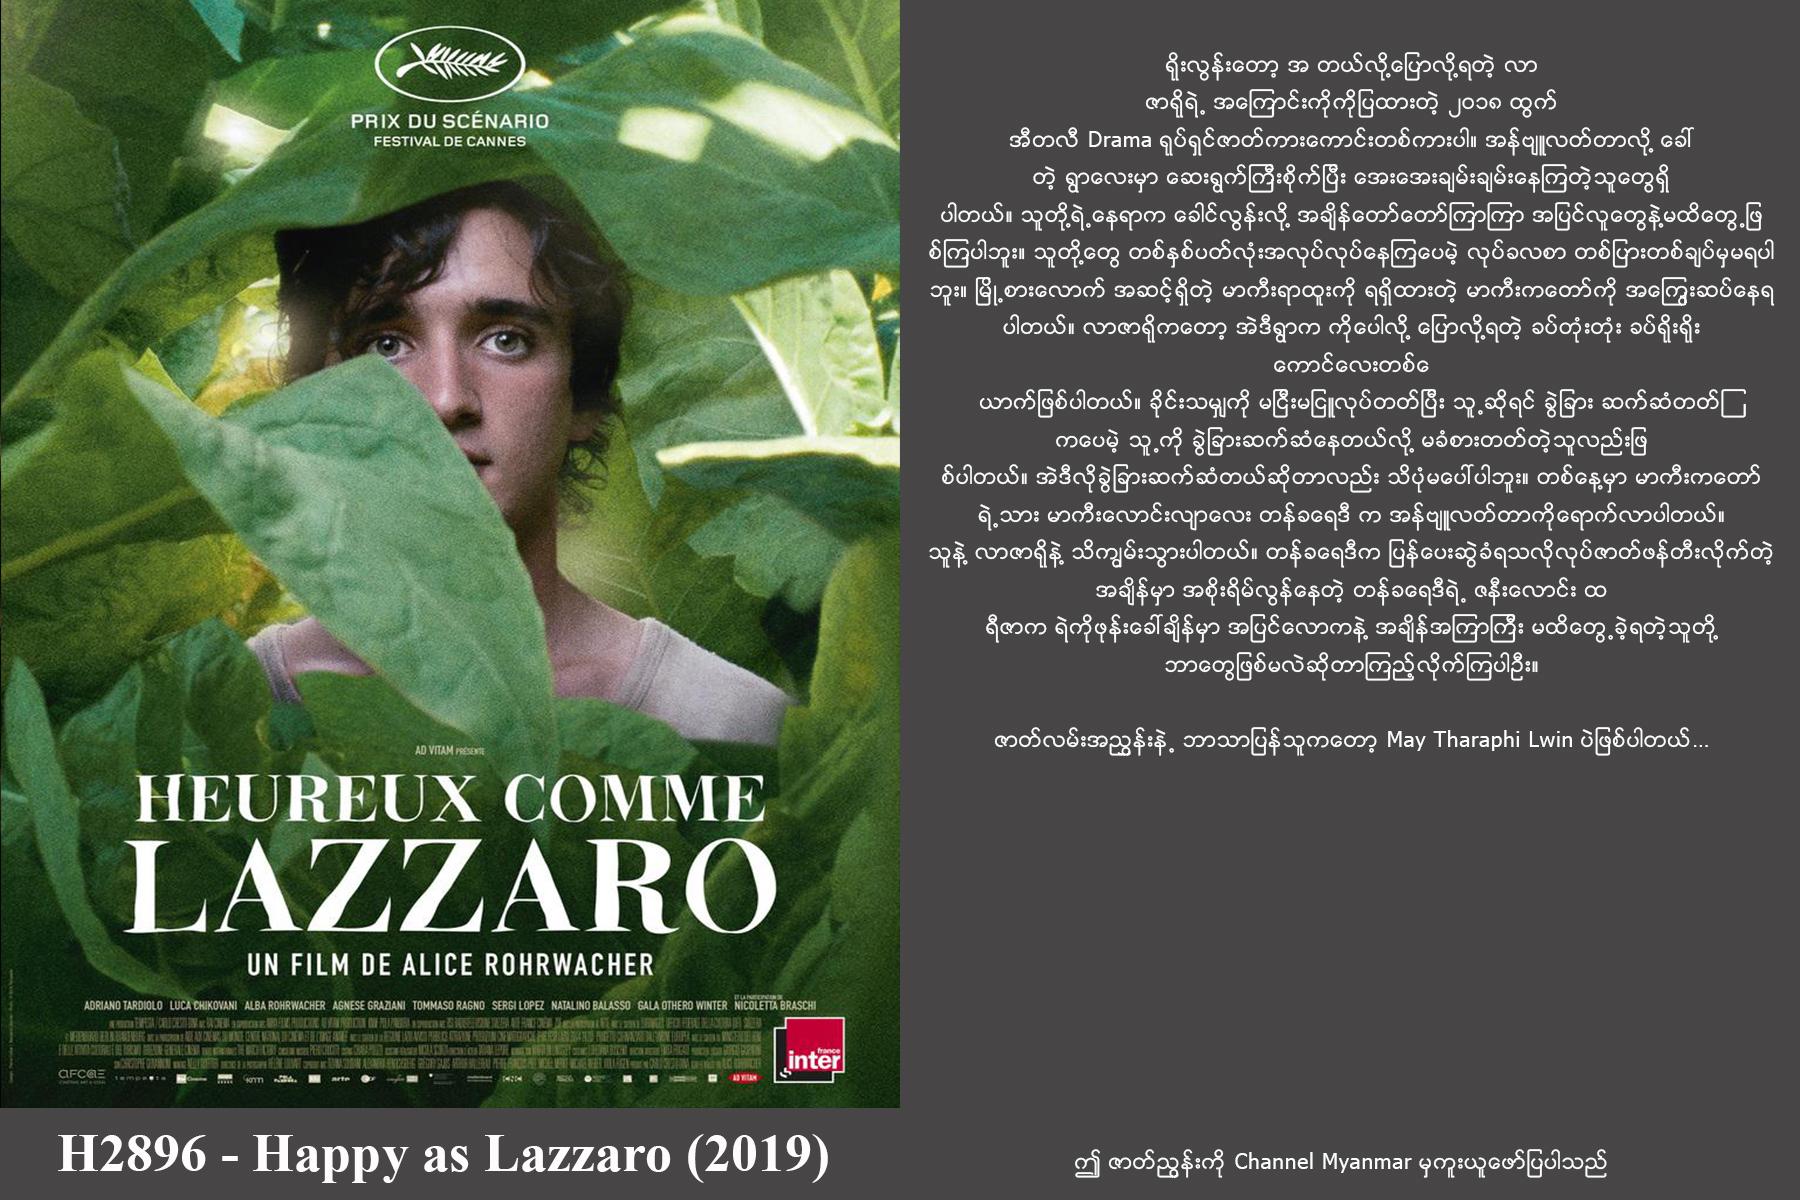 PRIX DU SCÉNARIO
FESTIVAL DE CANNES
AD VITAM PRÉSENTE
HEUREUX COMME
LAZZARO
UN FILM DE ALICE ROHRWACHER
ET LA PARTICIPATION DE
ADRIANO TARDIOLO LUCA CHIKOVANI ALBA ROHRWACHER AGNESE GRAZIANI TOMMASO RAGNO SERGI LOPEZ NATALINO BALASSO GALA OTHERO WINTER NICOLETTA BRASCHI
france
inter
afcae
tempesta
arte
AD VITAM
H2896 - Happy as Lazzaro (2019)
ရိုးလွန်းတော့ အ တယ်လို့ပြောလို့ရတဲ့ လာ
ဇာရိုရဲ့ အကြောင်းကိုကိုပြထားတဲ့ ၂၀၁၈ ထွက်
အီတလီ Drama ရုပ်ရှင်ဇာတ်ကားကောင်းတစ်ကားပါ။ အန်ဗျူလတ်တာလို့ ခေါ်
တဲ့ ရွာလေးမှာ ဆေးရွက်ကြီးစိုက်ပြီး အေးအေးချမ်းချမ်းနေကြတဲ့သူတွေရှိ
ပါတယ်။ သူတို့ရဲ့နေရာက ခေါင်လွန်းလို့ အချိန်တော်တော်ကြာကြာ အပြင်လူတွေနဲ့မထိတွေ့ဖြ
စ်ကြပါဘူး။ သူတို့တွေ တစ်နှစ်ပတ်လုံးအလုပ်လုပ်နေကြပေမဲ့ လုပ်ခလစာ တစ်ပြားတစ်ချပ်မှမရပါ
ဘူး။ မြို့စားလောက် အဆင့်ရှိတဲ့ မာကီးရာထူးကို ရရှိထားတဲ့ မာကီးကတော်ကို အကြွေးဆပ်နေရ
ပါတယ်။ လာဇာရိုကတော့ အဲဒီရွာက ကိုပေါလို့ ပြောလို့ရတဲ့ ခပ်တုံးတုံး ခပ်ရိုးရိုး
ကောင်လေးတစ်ေ
ယာက်ဖြစ်ပါတယ်။ ခိုင်းသမျှကို မငြီးမငြူလုပ်တတ်ပြီး သူ့ဆိုရင် ခွဲခြား ဆက်ဆံတတ်ြ
ကပေမဲ့ သူ့ကို ခွဲခြားဆက်ဆံနေတယ်လို့ မခံစားတတ်တဲ့သူလည်းဖြ
စ်ပါတယ်။ အဲဒီလိုခွဲခြားဆက်ဆံတယ်ဆိုတာလည်း သိပုံမပေါ်ပါဘူး။ တစ်နေ့မှာ မာကီးကတော်
ရဲ့သား မာကီးလောင်းလျာလေး တန်ခရေဒီ က အန်ဗျူလတ်တာကိုရောက်လာပါတယ်။
သူနဲ့ လာဇာရိုနဲ့ သိကျွမ်းသွားပါတယ်။ တန်ခရေဒီက ပြန်ပေးဆွဲခံရသလိုလုပ်ဇာတ်ဖန်တီးလိုက်တဲ့
အချိန်မှာ အစိုးရိမ်လွန်နေတဲ့ တန်ခရေဒီရဲ့ ဇနီးလောင်း ထ
ရီဇာက ရဲကိုဖုန်းခေါ်ချိန်မှာ အပြင်လောကနဲ့ အချိန်အကြာကြီး မထိတွေ့ခဲ့ရတဲ့သူတို့
ဘာတွေဖြစ်မလဲဆိုတာကြည့်လိုက်ကြပါဦး။
ဇာတ်လမ်းအညွှန်းနဲ့ ဘာသာပြန်သူကတော့ May Tharaphi Lwin ပဲဖြစ်ပါတယ်...
ဤ ဇာတ်ညွှန်းကို Channel Myanmar မှကူးယူဖော်ပြပါသည်